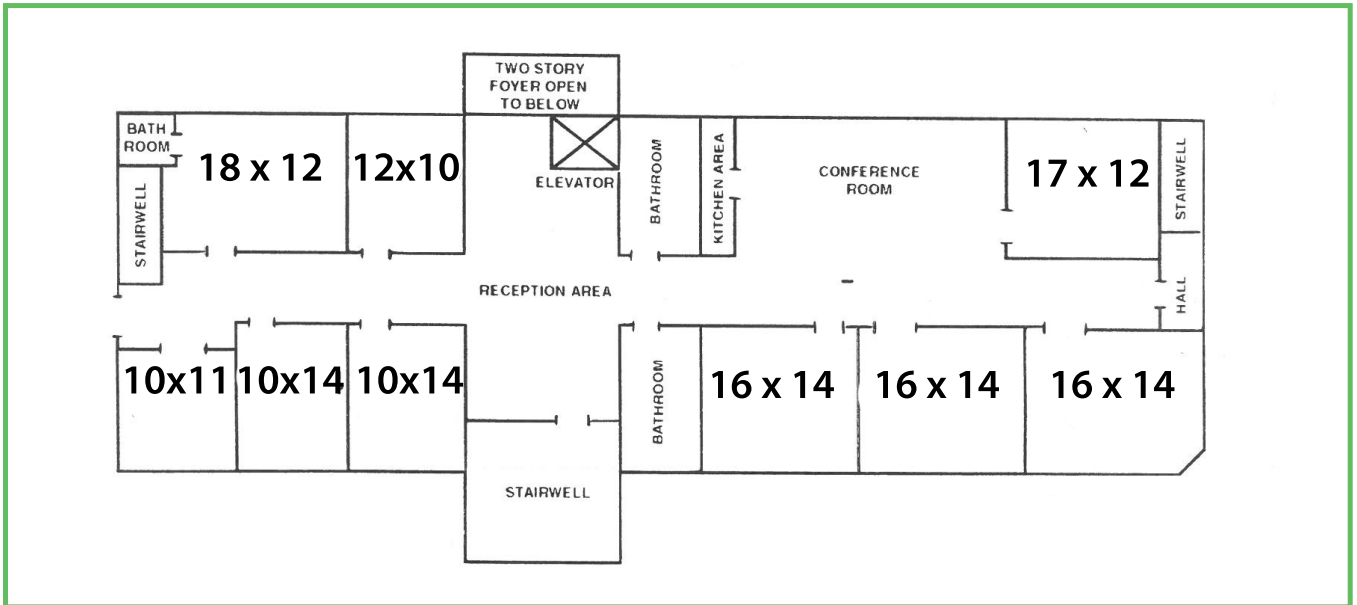 TWO STORY
FOYER OPEN
TO BELOW
BATH
ROOM
18 x 12
12x10
STAIRWELL
ELEVATOR
BATHROOM
KITCHEN AREA
CONFERENCE
ROOM
17 x 12
STAIRWELL
RECEPTION AREA
HALL
10x11
10x14
10x14
BATHROOM
16 x 14
16 x 14
16 x 14
STAIRWELL